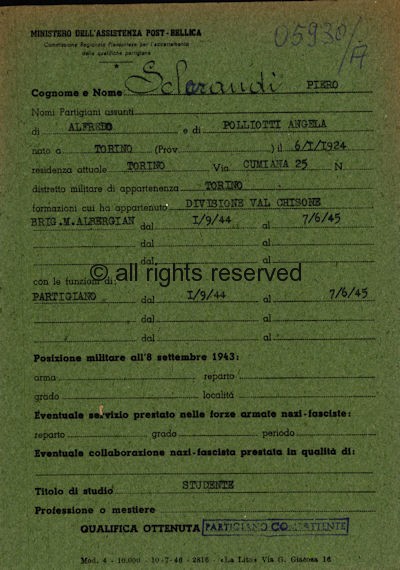 MINISTERO DELL'ASSISTENZA POST-BELLICA
Commissione Regionale Piemontese per l'accertamento
delle qualifiche partigiane
05930/A
Cognome e Nome Sclarandi PIERO
Nomi Partigiani assunti
di ALFREDO e di POLLIOTTI ANGELA
nato a TORINO (Prov. ) il 6/I/1924
residenza attuale TORINO Via CUMIANA 25 N
distretto militare di appartenenza TORINO
formazioni cui ha appartenuto DIVISIONE VAL CHISONE
BRIG.M.ALBERGIAN dal I/9/44 al 7/6/45
dal al
dal al
© all rights reserved
con le funzioni di:
PARTIGIANO dal I/9/44 al 7/6/45
dal al
dal al
Posizione militare all'8 settembre 1943:
arma reparto
grado località
Eventuale servizio prestato nelle forze armate nazi-fasciste:
reparto grado periodo
Eventuale collaborazione nazi-fascista prestata in qualità di:
Titolo di studio STUDENTE
Professione o mestiere
QUALIFICA OTTENUTA PARTIGIANO COMBATTENTE
Mod. 4 - 10.000 - 10-7-46 - 2816 - «La Lito» Via G. Giacosa 16